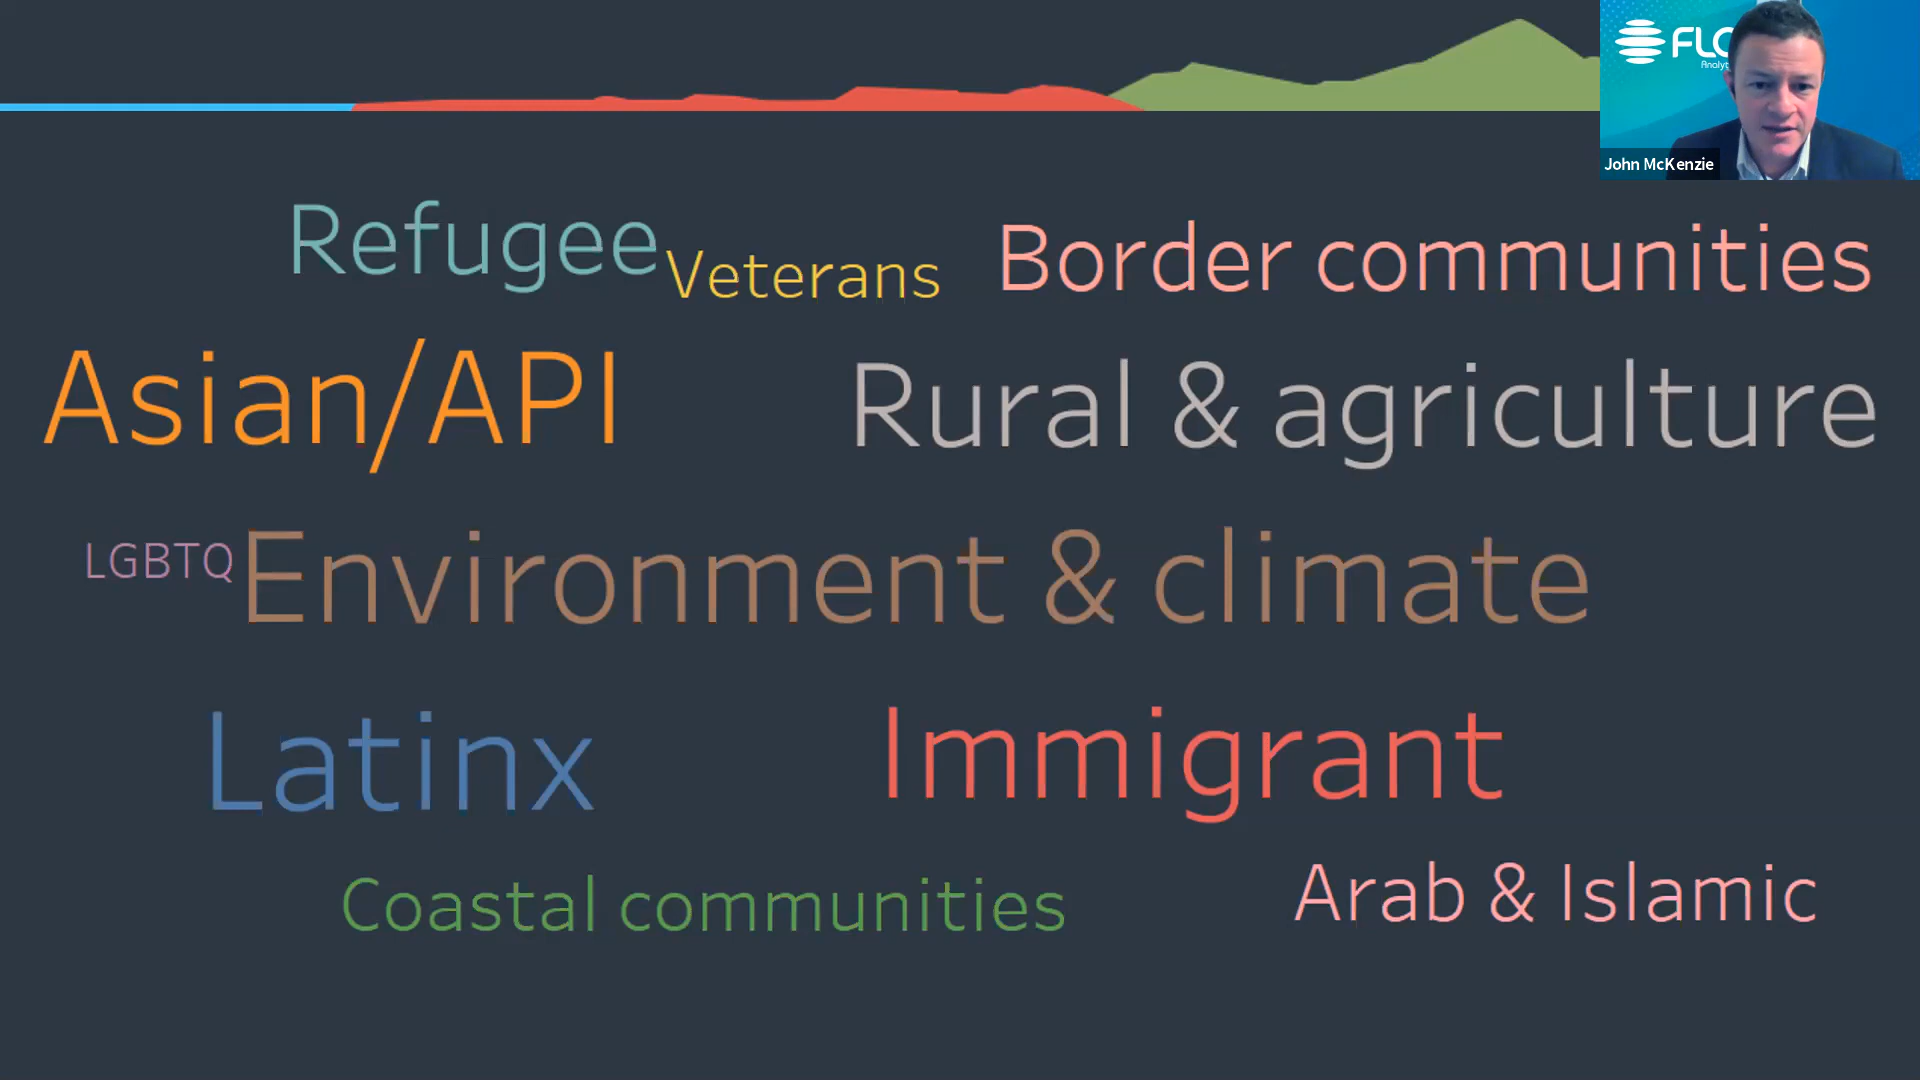 John McKenzie
Refugee
Veterans
Border communities
Asian/API
Rural & agriculture
LGBTQ
Environment & climate
Latinx
Immigrant
Coastal communities
Arab & Islamic